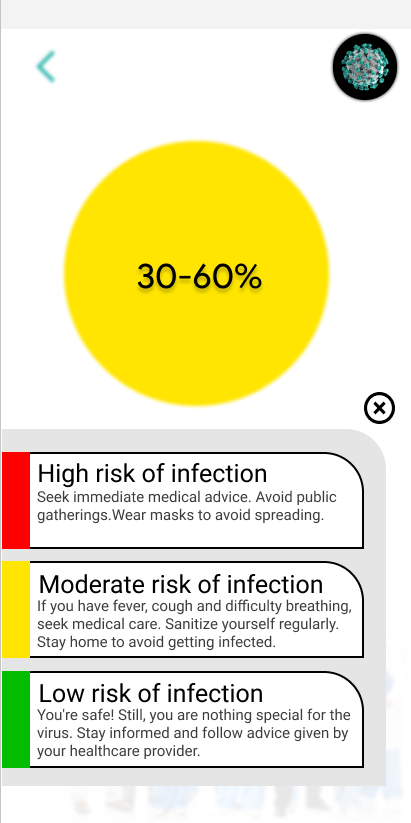 30-60%
High risk of infection
Seek immediate medical advice. Avoid public
gatherings.Wear masks to avoid spreading.
Moderate risk of infection
If you have fever, cough and difficulty breathing,
seek medical care. Sanitize yourself regularly.
Stay home to avoid getting infected.
Low risk of infection
You're safe! Still, you are nothing special for the
virus. Stay informed and follow advice given by
your healthcare provider.